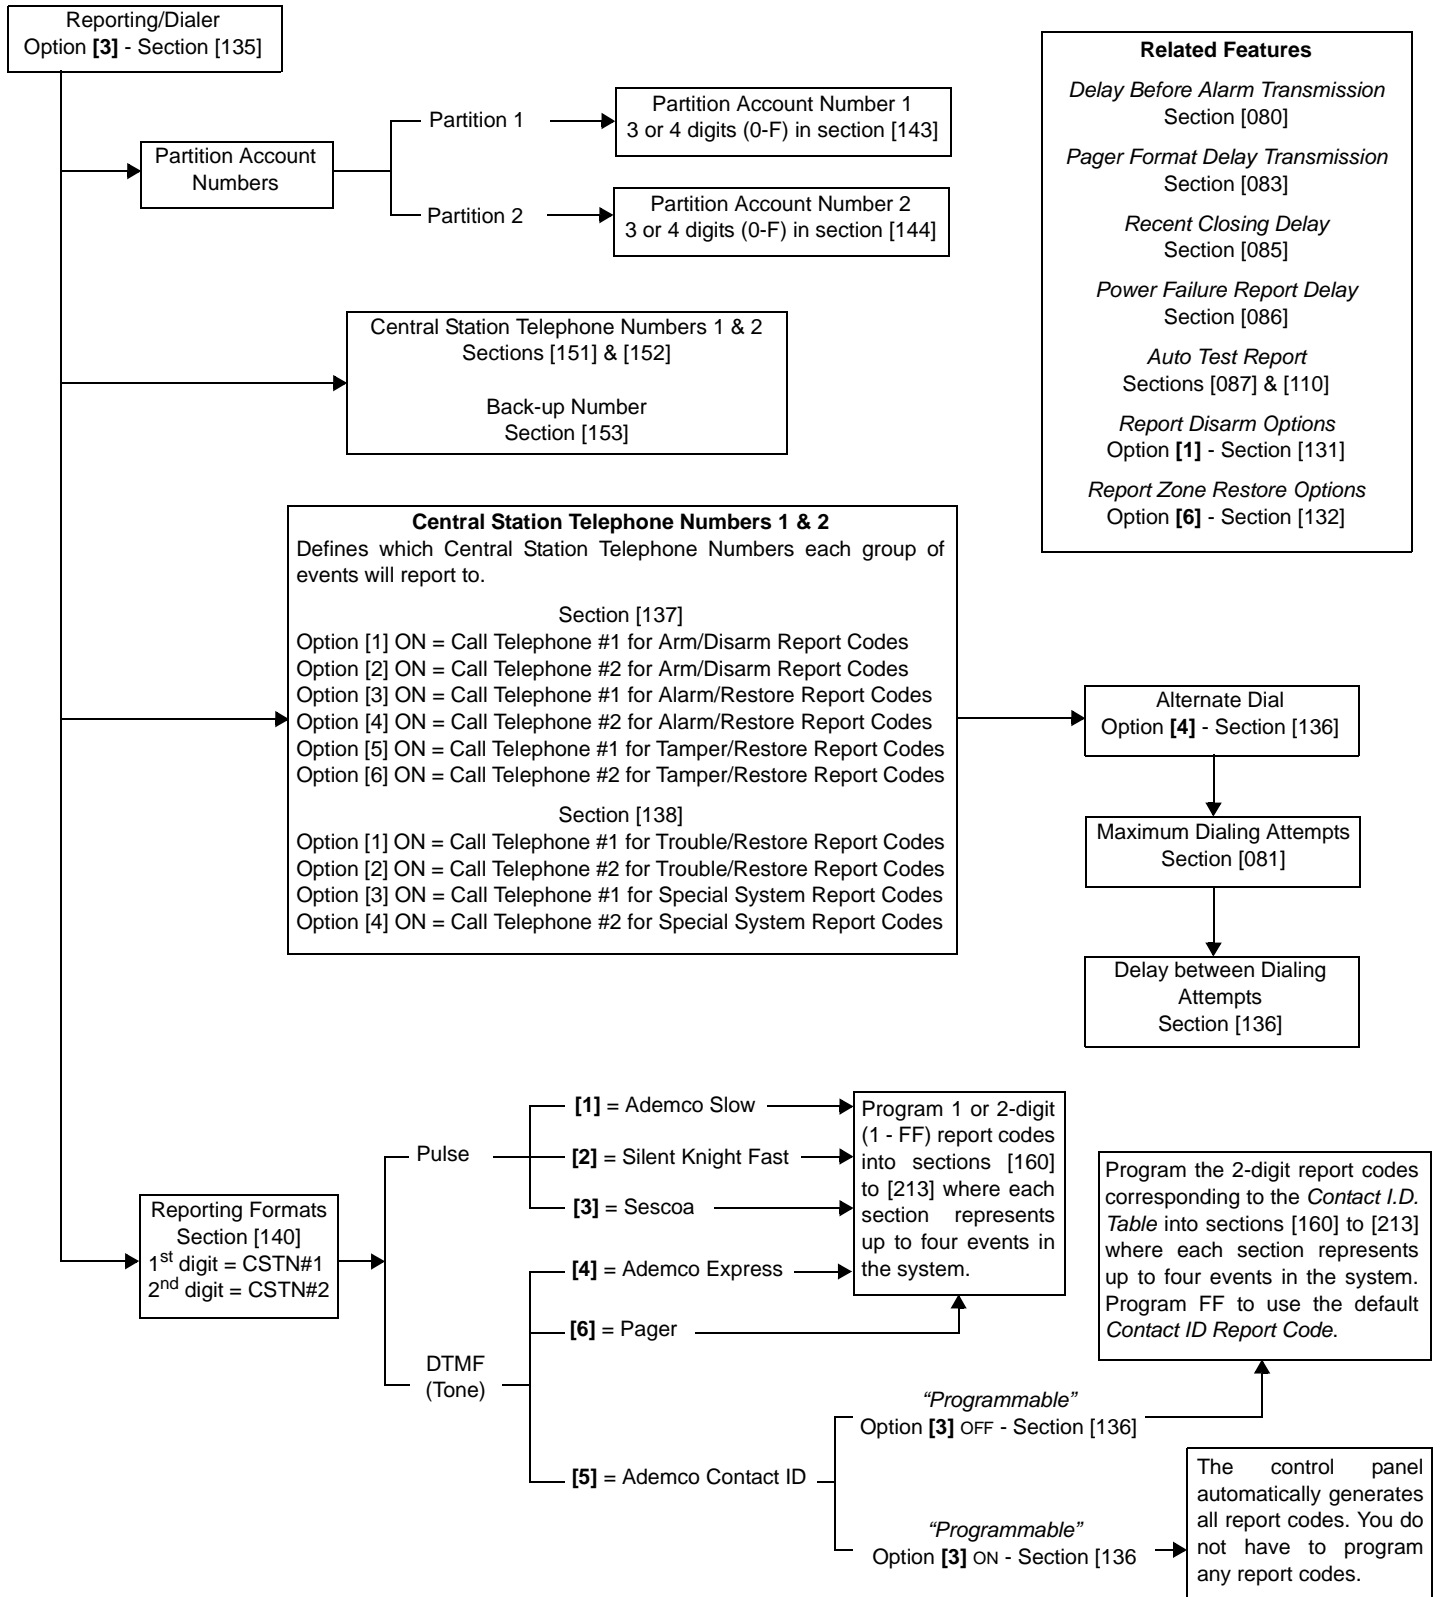 Reporting/Dialer
Option [3] - Section [135]
Partition Account
Numbers
Partition 1
Partition Account Number 1
3 or 4 digits (0-F) in section [143]
Partition 2
Partition Account Number 2
3 or 4 digits (0-F) in section [144]
Related Features
Delay Before Alarm Transmission
Section [080]
Pager Format Delay Transmission
Section [083]
Recent Closing Delay
Section [085]
Power Failure Report Delay
Section [086]
Auto Test Report
Sections [087] & [110]
Report Disarm Options
Option [1] - Section [131]
Report Zone Restore Options
Option [6] - Section [132]
Central Station Telephone Numbers 1 & 2
Sections [151] & [152]
Back-up Number
Section [153]
Central Station Telephone Numbers 1 & 2
Defines which Central Station Telephone Numbers each group of
events will report to.
Section [137]
Option [1] ON = Call Telephone #1 for Arm/Disarm Report Codes
Option [2] ON = Call Telephone #2 for Arm/Disarm Report Codes
Option [3] ON = Call Telephone #1 for Alarm/Restore Report Codes
Option [4] ON = Call Telephone #2 for Alarm/Restore Report Codes
Option [5] ON = Call Telephone #1 for Tamper/Restore Report Codes
Option [6] ON = Call Telephone #2 for Tamper/Restore Report Codes
Section [138]
Option [1] ON = Call Telephone #1 for Trouble/Restore Report Codes
Option [2] ON = Call Telephone #2 for Trouble/Restore Report Codes
Option [3] ON = Call Telephone #1 for Special System Report Codes
Option [4] ON = Call Telephone #2 for Special System Report Codes
Alternate Dial
Option [4] - Section [136]
Maximum Dialing Attempts
Section [081]
Delay between Dialing
Attempts
Section [136]
Reporting Formats
Section [140]
1st digit = CSTN#1
2nd digit = CSTN#2
Pulse
[1] = Ademco Slow
[2] = Silent Knight Fast
[3] = Sescoa
DTMF
(Tone)
[4] = Ademco Express
[6] = Pager
[5] = Ademco Contact ID
Program 1 or 2-digit
(1 - FF) report codes
into sections [160]
to [213] where each
section represents
up to four events in
the system.
"Programmable"
Option [3] OFF - Section [136]
Program the 2-digit report codes
corresponding to the Contact I.D.
Table into sections [160] to [213]
where each section represents
up to four events in the system.
Program FF to use the default
Contact ID Report Code.
"Programmable"
Option [3] ON - Section [136
The control panel
automatically generates
all report codes. You do
not have to program
any report codes.